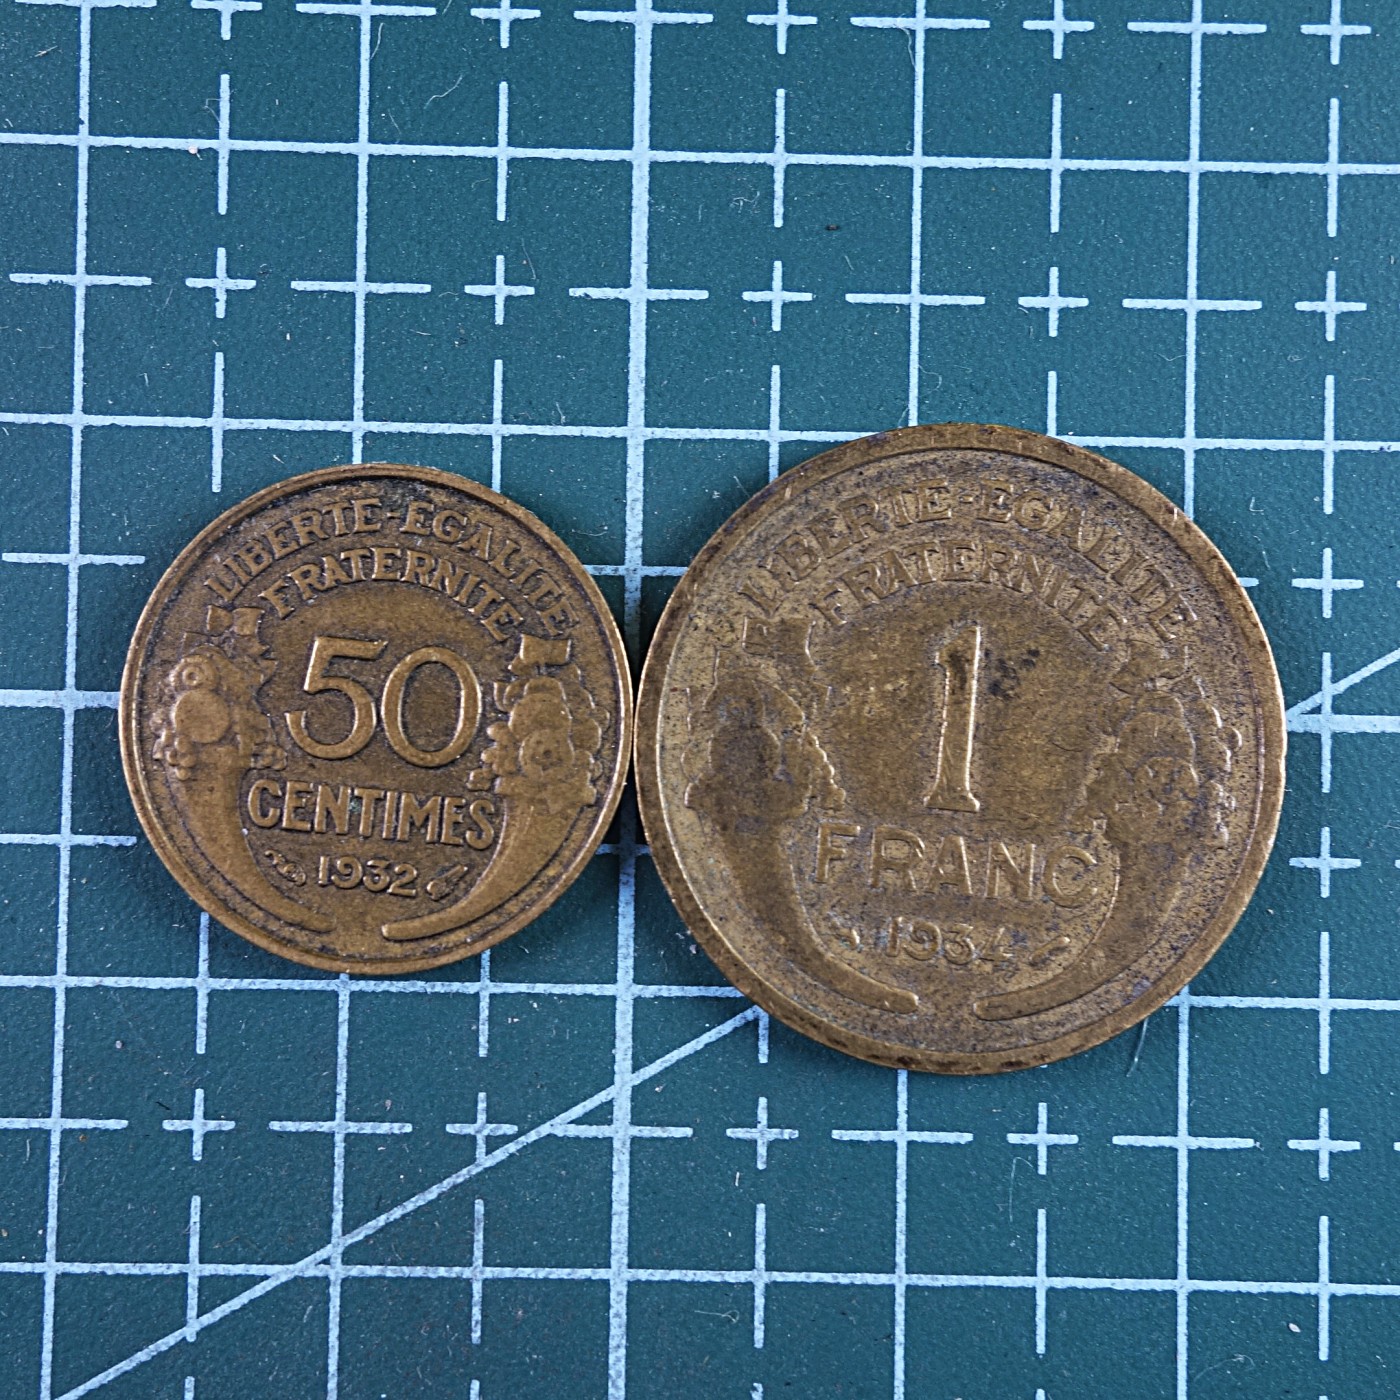 LIBERTE-EGALITE
FRATERNITE
50
CENTIMES
1932
LIBERTE-EGALITE
FRATERNITE
1
FRANC
1934